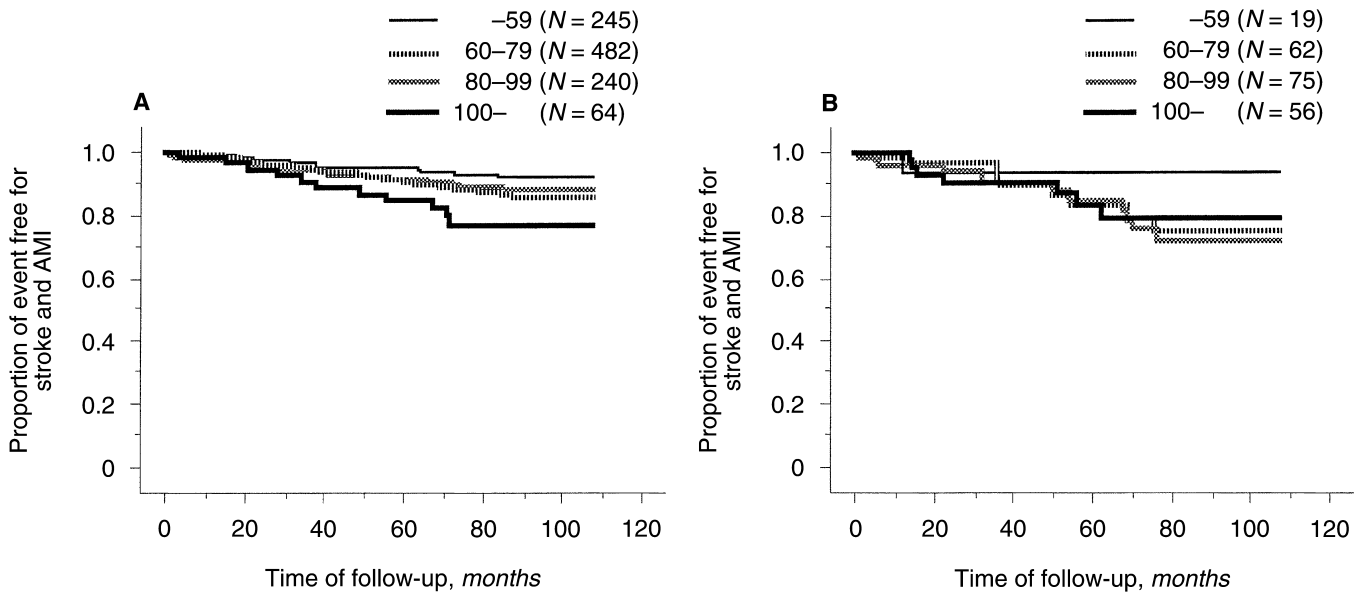 –59 (N = 245)
60–79 (N = 482)
80–99 (N = 240)
100– (N = 64)
A
1.0
0.8
0.6
0.4
0.2
0
Proportion of event free for
stroke and AMI
0 20 40 60 80 100 120
Time of follow-up, months
–59 (N = 19)
60–79 (N = 62)
80–99 (N = 75)
100– (N = 56)
B
1.0
0.8
0.6
0.4
0.2
0
Proportion of event free for
stroke and AMI
0 20 40 60 80 100 120
Time of follow-up, months